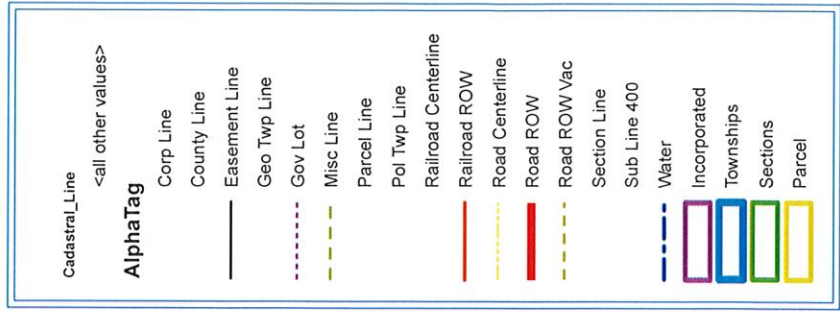 Cadastral_Line
<all other values>
AlphaTag
Corp Line
County Line
Easement Line
Geo Twp Line
Gov Lot
Misc Line
Parcel Line
Pol Twp Line
Railroad Centerline
Railroad ROW
Road Centerline
Road ROW
Road ROW Vac
Section Line
Sub Line 400
Water
Incorporated
Townships
Sections
Parcel